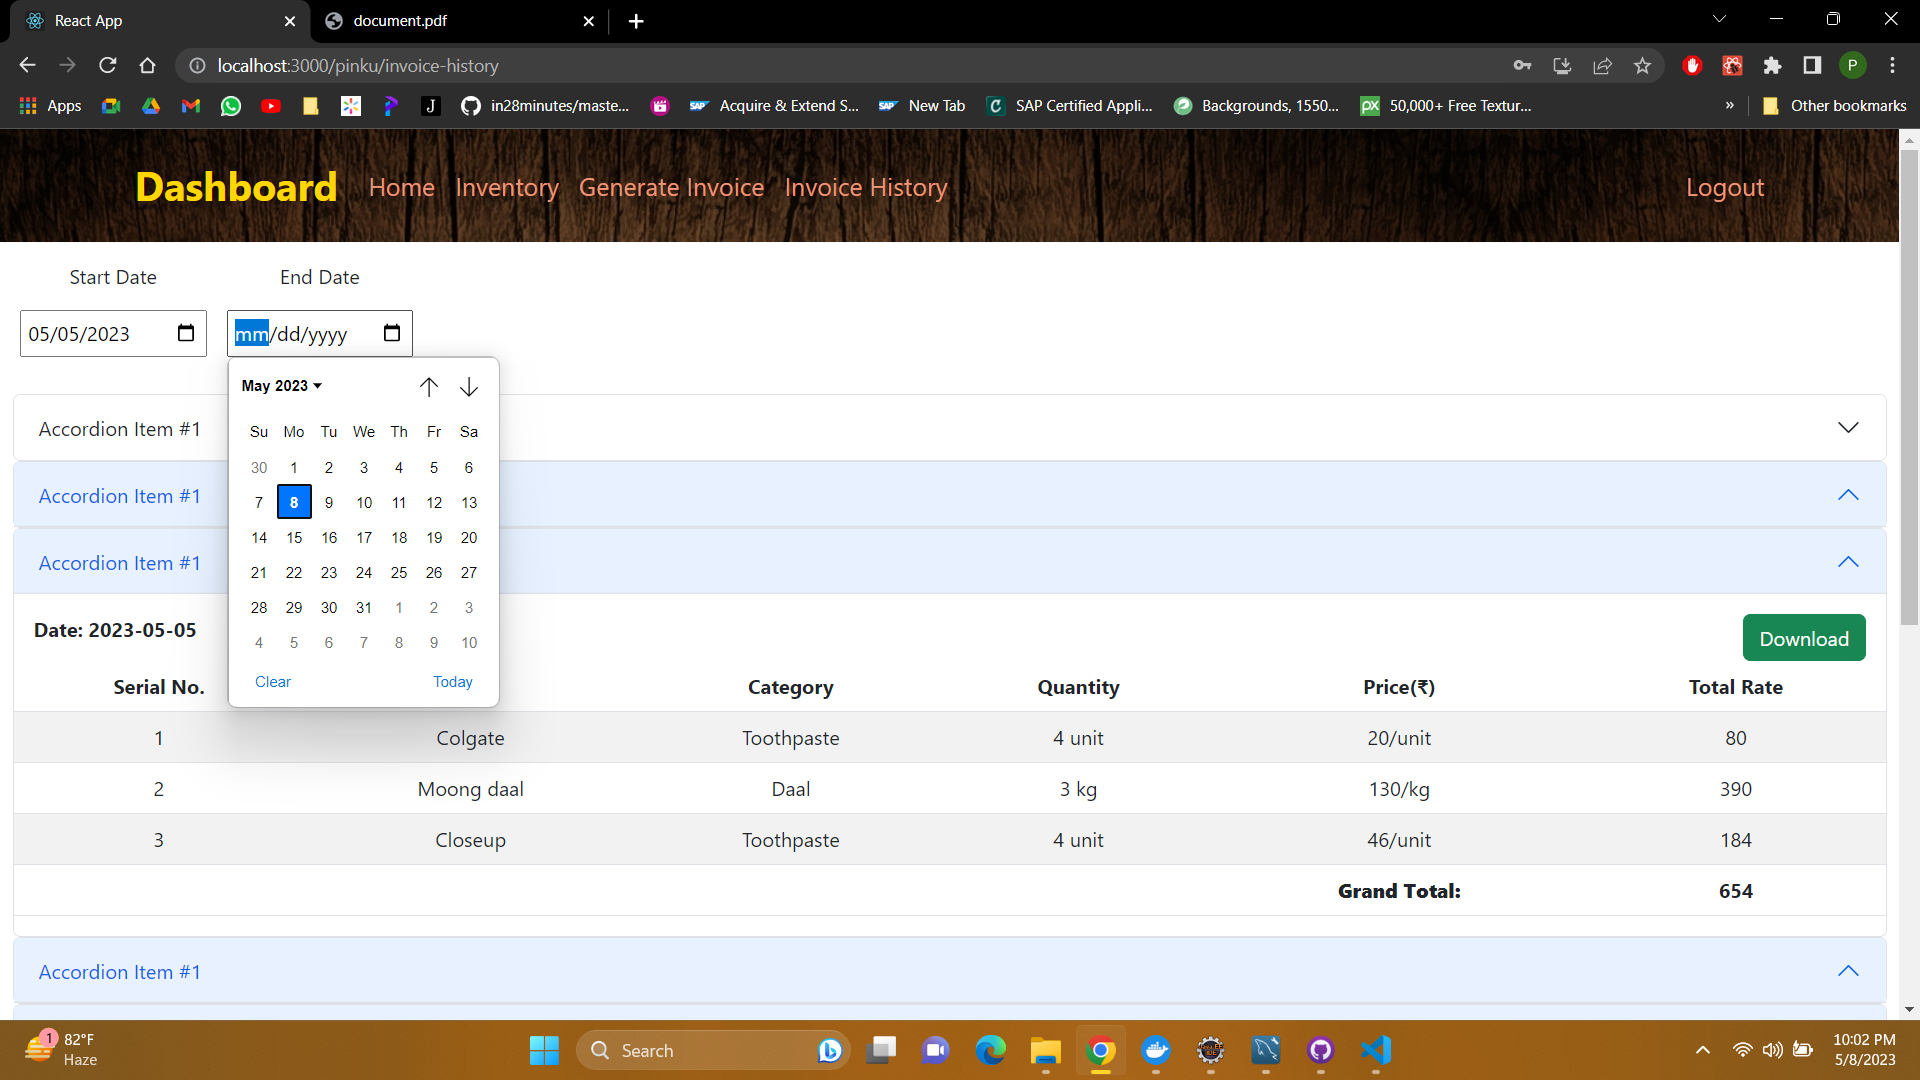 React App
document.pdf
localhost:3000/pinku/invoice-history
P
Apps
in28minutes/maste...
Acquire & Extend S...
New Tab
SAP Certified Appli...
Backgrounds, 1550...
50,000+ Free Textur...
»
Other bookmarks
Dashboard
Home
Inventory
Generate Invoice
Invoice History
Logout
Start Date
End Date
05/05/2023
mm/dd/yyyy
May 2023
Su Mo Tu We Th Fr Sa
30 1 2 3 4 5 6
7 8 9 10 11 12 13
14 15 16 17 18 19 20
21 22 23 24 25 26 27
28 29 30 31 1 2 3
4 5 6 7 8 9 10
Clear
Today
Accordion Item #1
Accordion Item #1
Accordion Item #1
Date: 2023-05-05
Download
Serial No. Category Quantity Price(₹) Total Rate
1 Colgate Toothpaste 4 unit 20/unit 80
2 Moong daal Daal 3 kg 130/kg 390
3 Closeup Toothpaste 4 unit 46/unit 184
Grand Total: 654
Accordion Item #1
1
82°F
Haze
Search
10:02 PM
5/8/2023